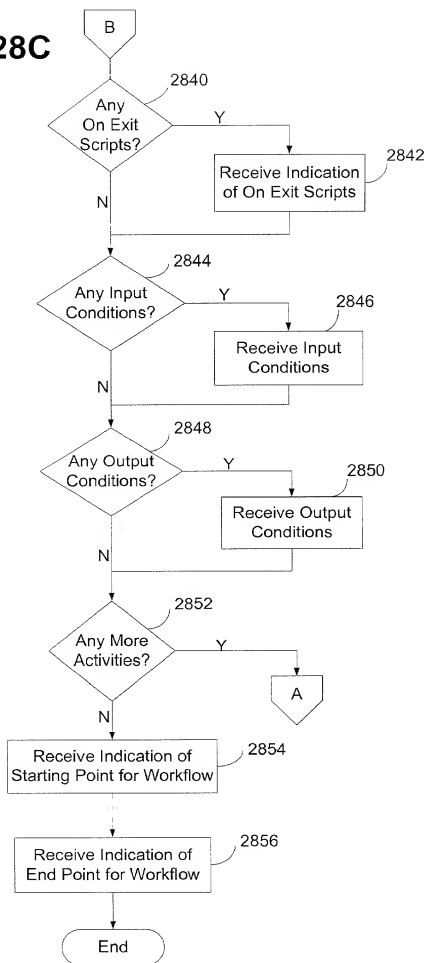 28C
B
2840
Any
On Exit
Scripts?
Y
2842
Receive Indication
of On Exit Scripts
N
2844
Any Input
Conditions?
Y
2846
Receive Input
Conditions
N
2848
Any Output
Conditions?
Y
2850
Receive Output
Conditions
N
2852
Any More
Activities?
Y
A
N
2854
Receive Indication of
Starting Point for Workflow
2856
Receive Indication of
End Point for Workflow
End